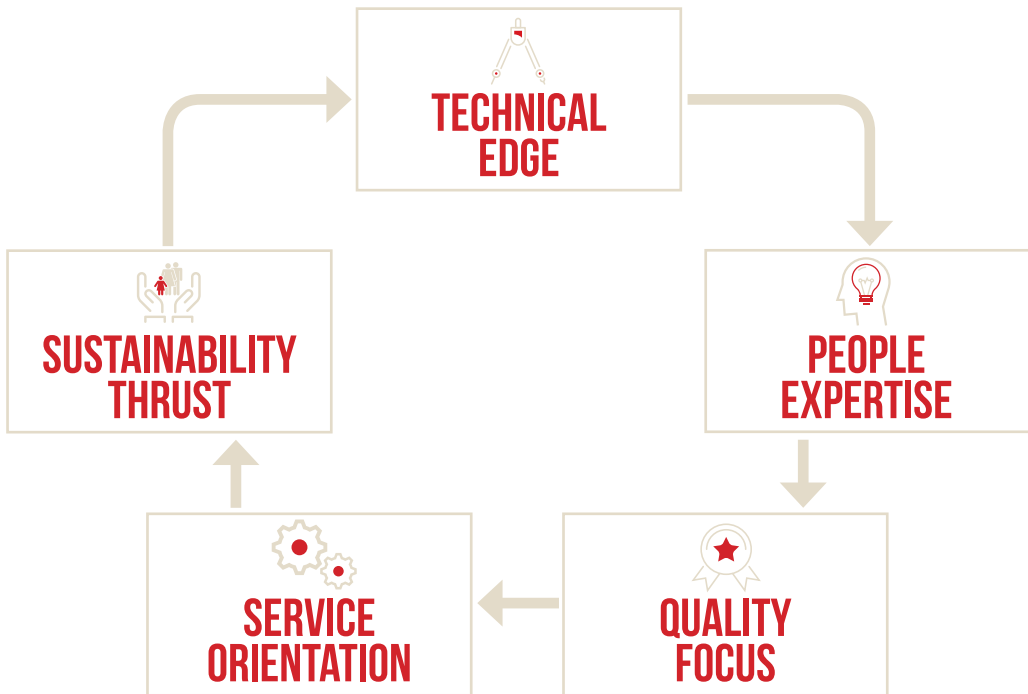 TECHNICAL
EDGE
PEOPLE
EXPERTISE
QUALITY
FOCUS
SERVICE
ORIENTATION
SUSTAINABILITY
THRUST